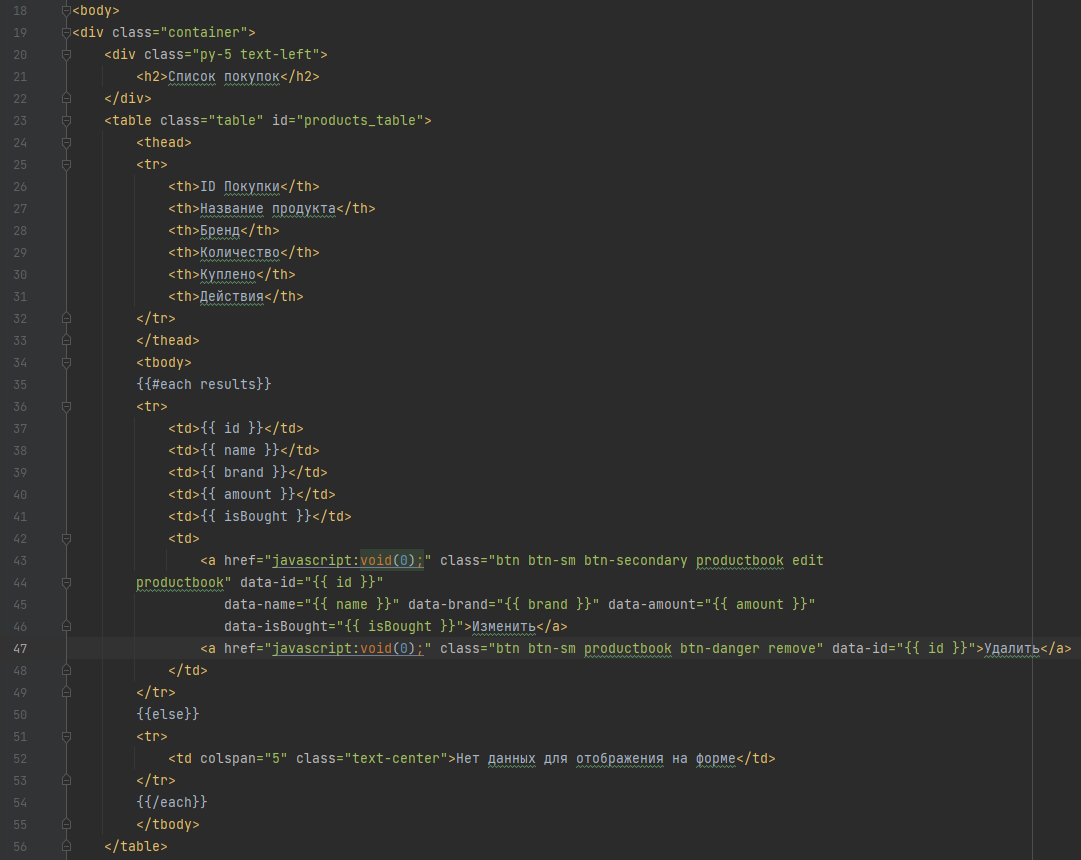 18 <body>
19 <div class="container">
20     <div class="py-5 text-left">
21         <h2>Список покупок</h2>
22     </div>
23     <table class="table" id="products_table">
24         <thead>
25         <tr>
26             <th>ID Покупки</th>
27             <th>Название продукта</th>
28             <th>Бренд</th>
29             <th>Количество</th>
30             <th>Куплено</th>
31             <th>Действия</th>
32         </tr>
33         </thead>
34         <tbody>
35         {{#each results}}
36         <tr>
37             <td>{{ id }}</td>
38             <td>{{ name }}</td>
39             <td>{{ brand }}</td>
40             <td>{{ amount }}</td>
41             <td>{{ isBought }}</td>
42             <td>
43                 <a href="javascript:void(0);" class="btn btn-sm btn-secondary productbook edit
44         productbook" data-id="{{ id }}"
45                    data-name="{{ name }}" data-brand="{{ brand }}" data-amount="{{ amount }}"
46                    data-isBought="{{ isBought }}">Изменить</a>
47                 <a href="javascript:void(0);" class="btn btn-sm productbook btn-danger remove" data-id="{{ id }}">Удалить</a>
48             </td>
49         </tr>
50         {{else}}
51         <tr>
52             <td colspan="5" class="text-center">Нет данных для отображения на форме</td>
53         </tr>
54         {{/each}}
55         </tbody>
56     </table>